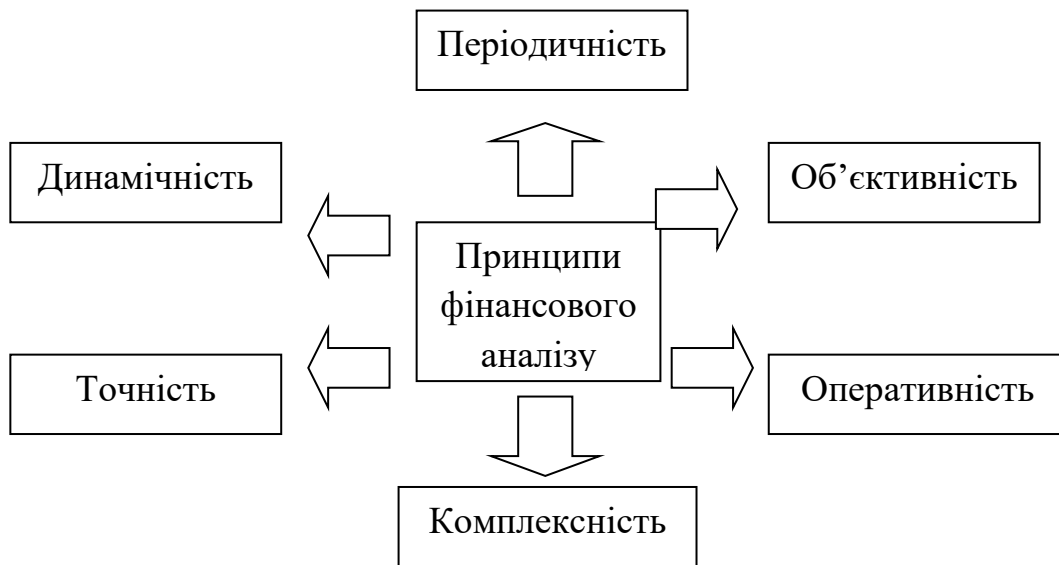 Періодичність
Динамічність
Об’єктивність
Принципи
фінансового
аналізу
Точність
Оперативність
Комплексність